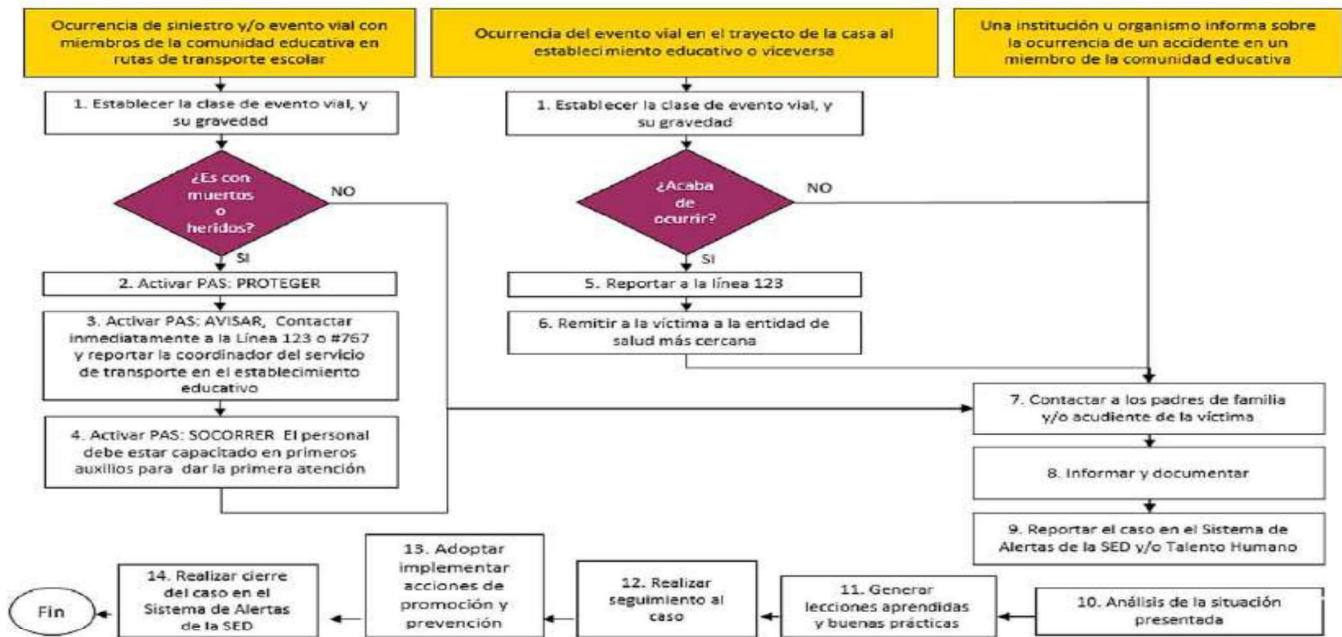 Ocurrencia de siniestro y/o evento vial con
miembros de la comunidad educativa en
rutas de transporte escolar
Ocurrencia del evento vial en el trayecto de la casa al
establecimiento educativo o viceversa
Una institución u organismo informa sobre
la ocurrencia de un accidente en un
miembro de la comunidad educativa
1. Establecer la clase de evento vial, y
su gravedad
1. Establecer la clase de evento vial, y
su gravedad
¿Es con
muertos
o
heridos?
NO
SI
¿Acaba
de
ocurrir?
NO
SI
2. Activar PAS: PROTEGER
3. Activar PAS: AVISAR, Contactar
inmediatamente a la Línea 123 o #767
y reportar la coordinador del servicio
de transporte en el establecimiento
educativo
4. Activar PAS: SOCORRER El personal
debe estar capacitado en primeros
auxilios para dar la primera atención
5. Reportar a la línea 123
6. Remitir a la víctima a la entidad de
salud más cercana
7. Contactar a los padres de familia
y/o acudiente de la víctima
8. Informar y documentar
9. Reportar el caso en el Sistema de
Alertas de la SED y/o Talento Humano
10. Análisis de la situación
presentada
11. Generar
lecciones aprendidas
y buenas prácticas
12. Realizar
seguimiento al
caso
13. Adoptar
implementar
acciones de
promoción y
prevención
14. Realizar cierre
del caso en el
Sistema de Alertas
de la SED
Fin